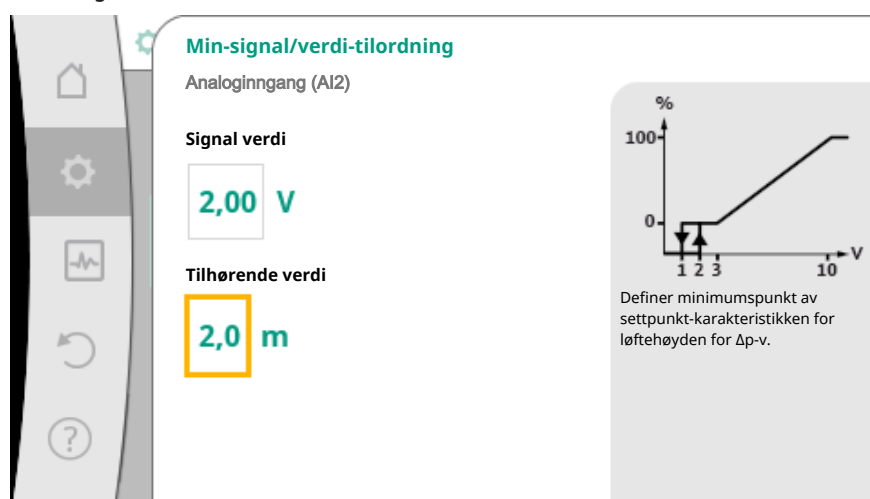 Min-signal/verdi-tilordning
Analoginngang (AI2)
Signal verdi
2,00 V
Tilhørende verdi
2,0 m
%
100
0
1 2 3 10 V
Definer minimumspunkt av
settpunkt-karakteristikken for
løftehøyden for Δp-v.
?